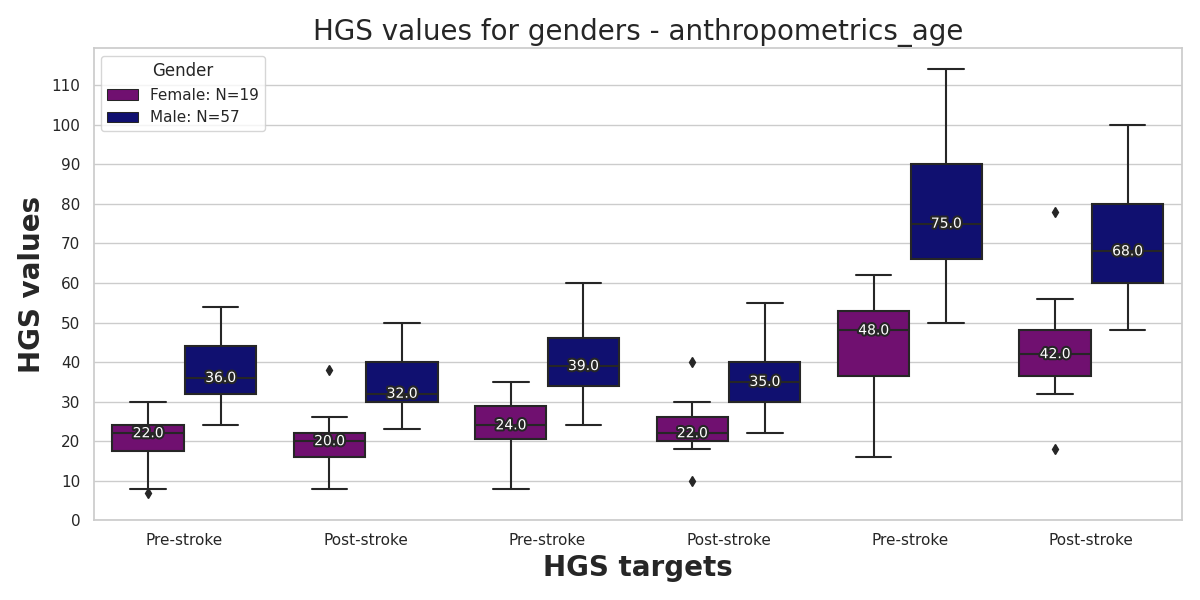 HGS values for genders - anthropometrics_age
Gender
Female: N=19
Male: N=57
HGS values
110
100
90
80
70
60
50
40
30
20
10
0
22.0
36.0
20.0
32.0
24.0
39.0
22.0
35.0
48.0
75.0
42.0
68.0
Pre-stroke
Post-stroke
Pre-stroke
Post-stroke
Pre-stroke
Post-stroke
HGS targets